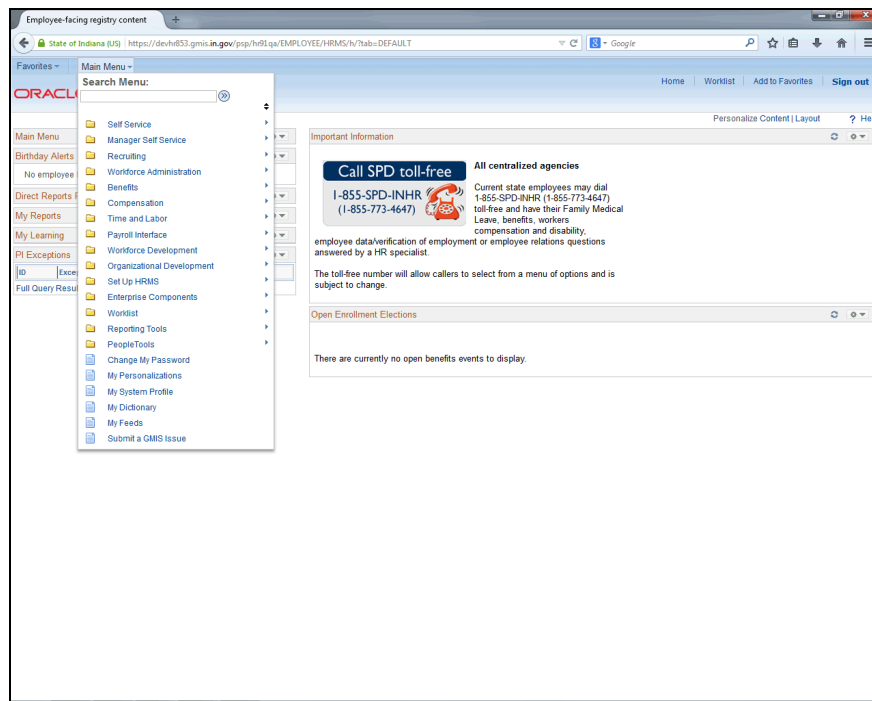 Employee-facing registry content
State of Indiana (US) https://devhr853.gmis.in.gov/psp/hr91qa/EMPLOYEE/HRMS/h/?tab=DEFAULT
8 - Google
Favorites
Main Menu
Search Menu:
Home Worklist Add to Favorites Sign out
ORACL
Personalize Content | Layout ? He
Self Service
Manager Self Service
Recruiting
Workforce Administration
Benefits
Compensation
Time and Labor
Payroll Interface
Workforce Development
Organizational Development
Set Up HRMS
Enterprise Components
Worklist
Reporting Tools
PeopleTools
Change My Password
My Personalizations
My System Profile
My Dictionary
My Feeds
Submit a GMIS Issue
Main Menu
Birthday Alerts
No employee
Direct Reports
My Reports
My Learning
PI Exceptions
ID Exce
Full Query Resul
Important Information
Call SPD toll-free
1-855-SPD-INHR
(1-855-773-4647)
All centralized agencies
Current state employees may dial
1-855-SPD-INHR (1-855-773-4647)
toll-free and have their Family Medical
Leave, benefits, workers
compensation and disability,
employee data/verification of employment or employee relations questions
answered by a HR specialist.
The toll-free number will allow callers to select from a menu of options and is
subject to change.
Open Enrollment Elections
There are currently no open benefits events to display.